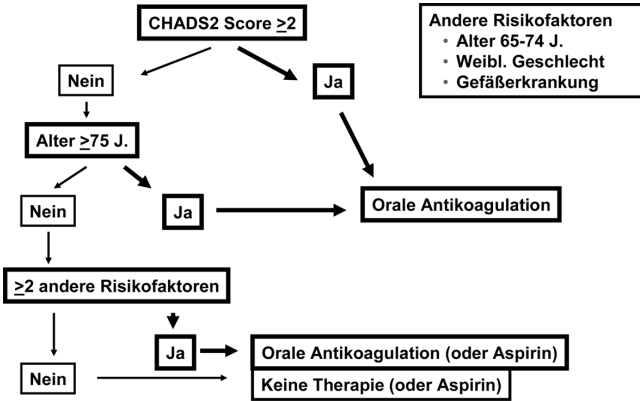 CHADS2 Score ≥2
Andere Risikofaktoren
• Alter 65-74 J.
• Weibl. Geschlecht
• Gefäßerkrankung
Nein
Ja
Alter ≥75 J.
Nein
Ja
Orale Antikoagulation
≥2 andere Risikofaktoren
Ja
Orale Antikoagulation (oder Aspirin)
Nein
Keine Therapie (oder Aspirin)